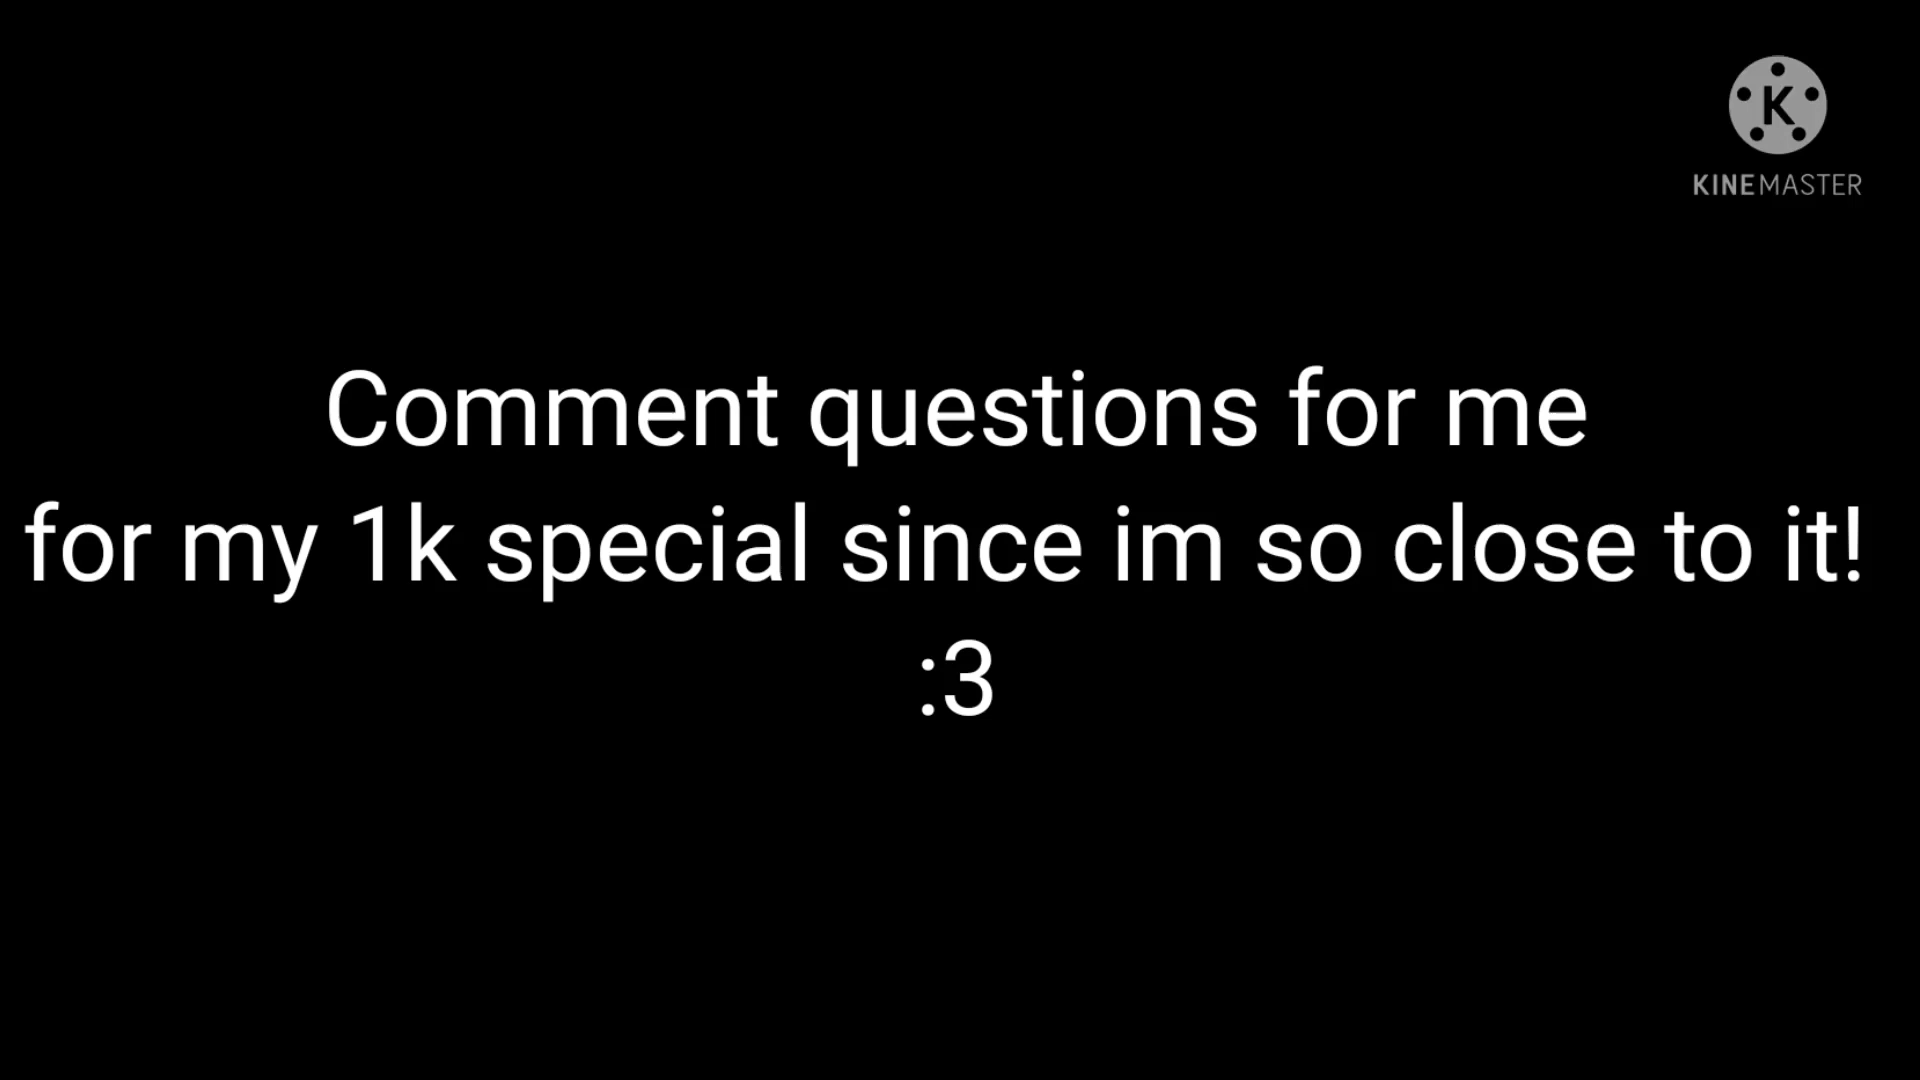 K
KINEMASTER
Comment questions for me
for my 1k special since im so close to it!
:3